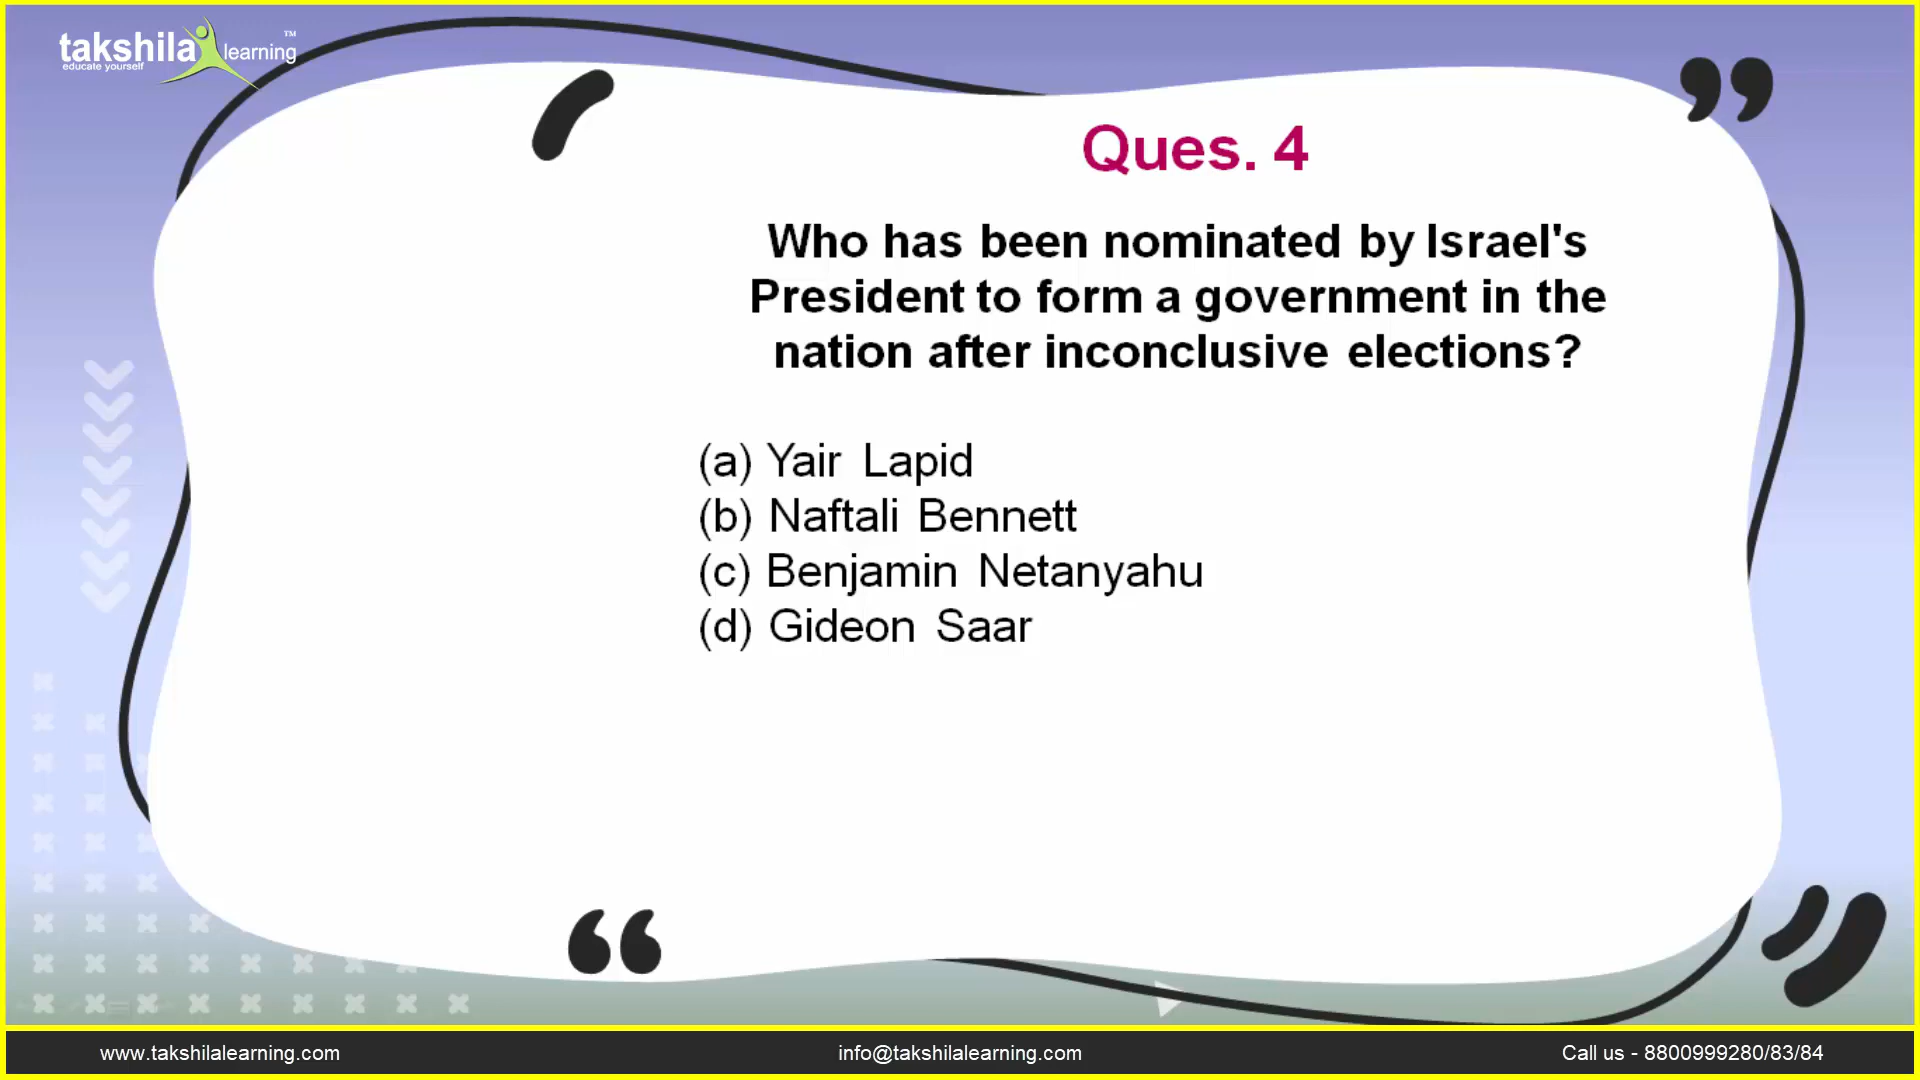 takshila learning ™
educate yourself
Ques. 4
Who has been nominated by Israel's
President to form a government in the
nation after inconclusive elections?
(a) Yair Lapid
(b) Naftali Bennett
(c) Benjamin Netanyahu
(d) Gideon Saar
www.takshilalearning.com
info@takshilalearning.com
Call us - 8800999280/83/84